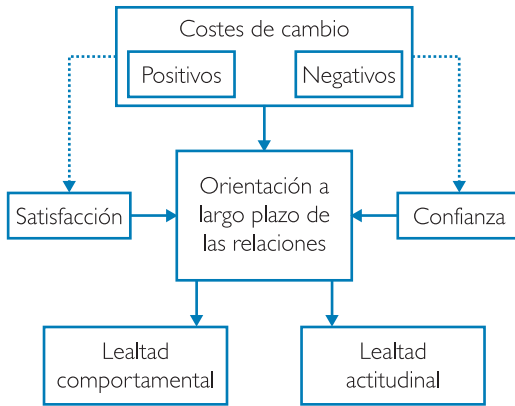 Costes de cambio
Positivos
Negativos
Orientación a
largo plazo de
las relaciones
Satisfacción
Confianza
Lealtad
comportamental
Lealtad
actitudinal